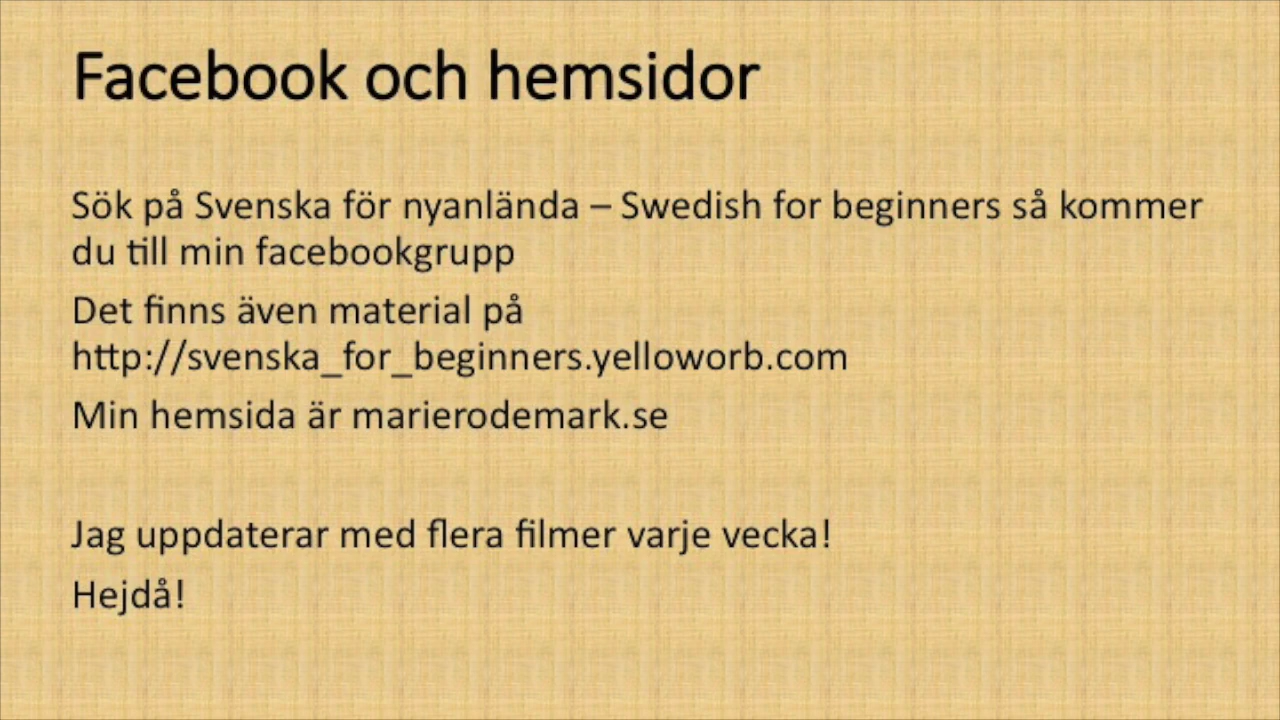 Facebook och hemsidor
Sök på Svenska för nyanlända – Swedish for beginners så kommer
du till min facebookgrupp
Det finns även material på
http://svenska_for_beginners.yelloworb.com
Min hemsida är marierodemark.se
Jag uppdaterar med flera filmer varje vecka!
Hejdå!